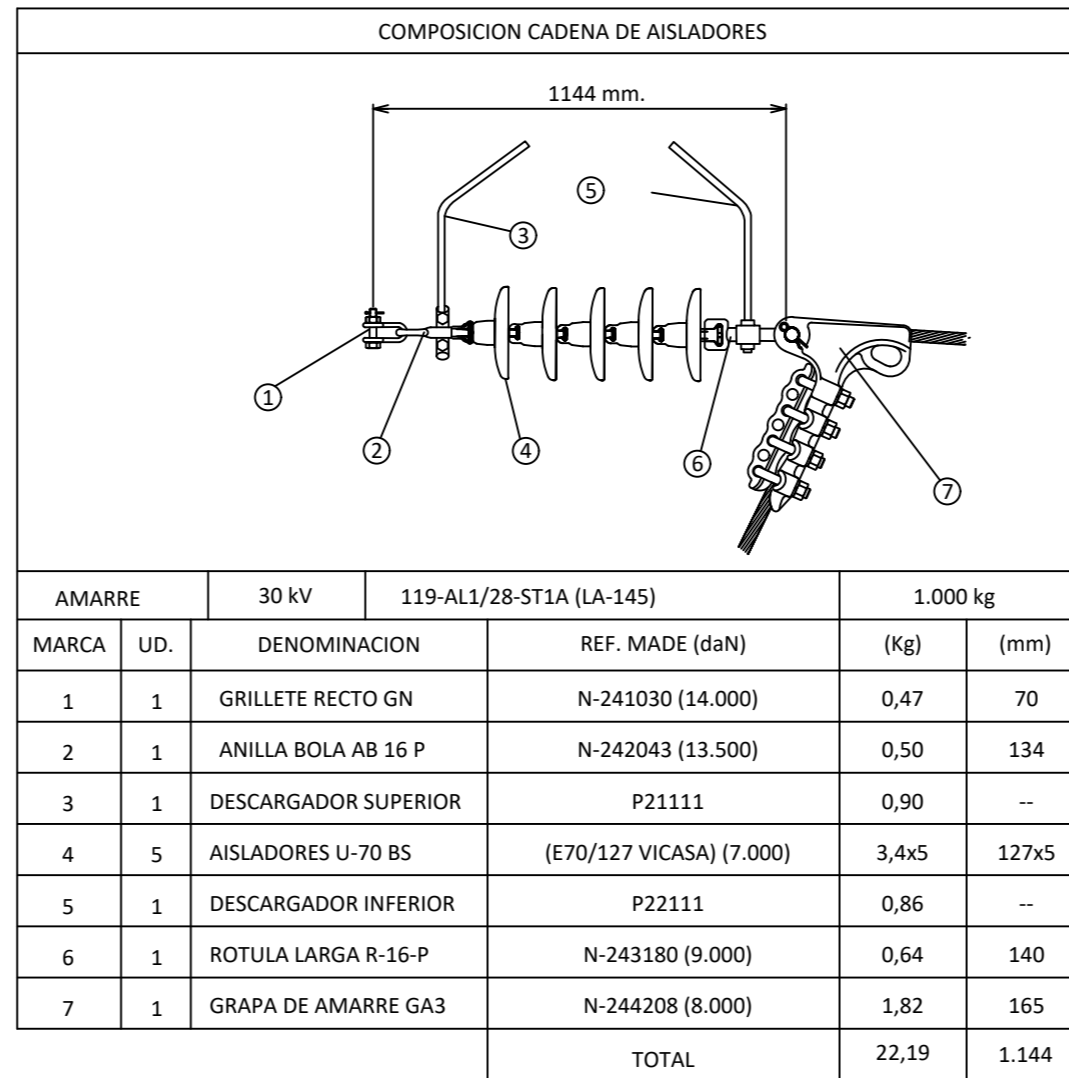 COMPOSICION CADENA DE AISLADORES
1144 mm.
5
3
1
2
4
6
7
AMARRE 30 kV 119-AL1/28-ST1A (LA-145) 1.000 kg
MARCA UD. DENOMINACION REF. MADE (daN) (Kg) (mm)
1 1 GRILLETE RECTO GN N-241030 (14.000) 0,47 70
2 1 ANILLA BOLA AB 16 P N-242043 (13.500) 0,50 134
3 1 DESCARGADOR SUPERIOR P21111 0,90 --
4 5 AISLADORES U-70 BS (E70/127 VICASA) (7.000) 3,4x5 127x5
5 1 DESCARGADOR INFERIOR P22111 0,86 --
6 1 ROTULA LARGA R-16-P N-243180 (9.000) 0,64 140
7 1 GRAPA DE AMARRE GA3 N-244208 (8.000) 1,82 165
TOTAL 22,19 1.144